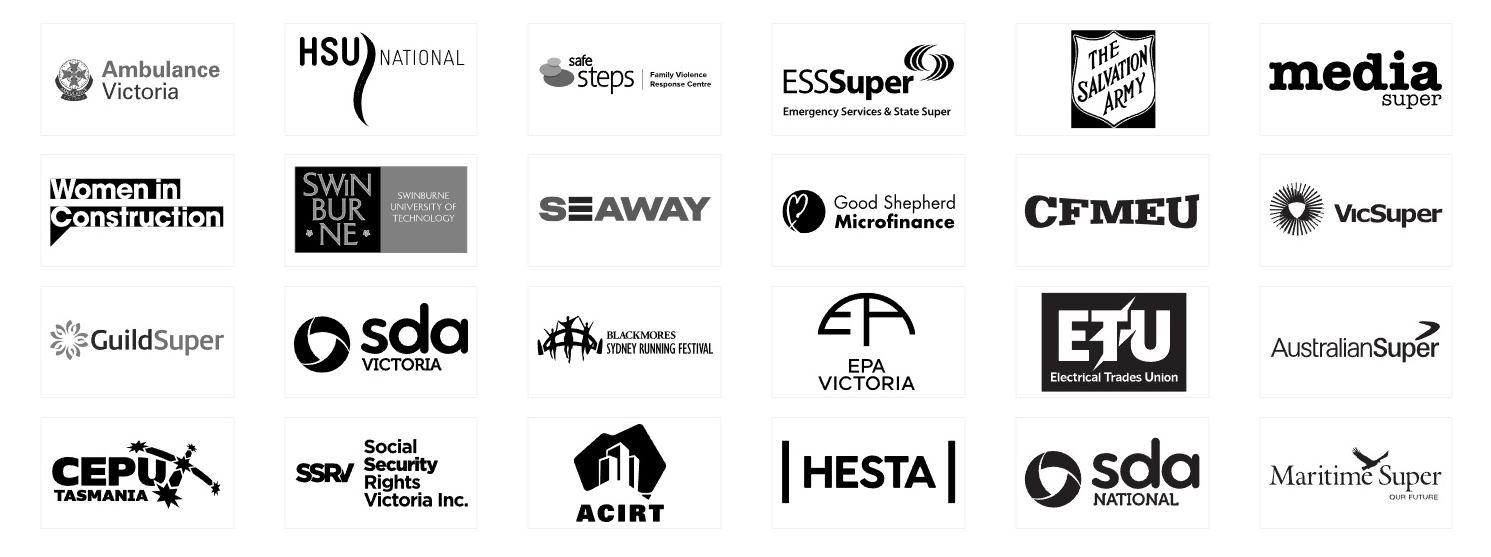 Ambulance
Victoria
HSU NATIONAL
safe
steps
Family Violence
Response Centre
ESSSuper
Emergency Services & State Super
THE
SALVATION
ARMY
media
super
Women in
Construction
SWiN
BUR
NE
SWINBURNE
UNIVERSITY OF
TECHNOLOGY
SEAWAY
Good Shepherd
Microfinance
CFMEU
VicSuper
GuildSuper
sda
VICTORIA
BLACKMORES
SYDNEY RUNNING FESTIVAL
EPA
EPA
VICTORIA
ETU
Electrical Trades Union
AustralianSuper
CEPU
TASMANIA
SSRV
Social
Security
Rights
Victoria Inc.
ACIRT
HESTA
sda
NATIONAL
Maritime Super
OUR FUTURE